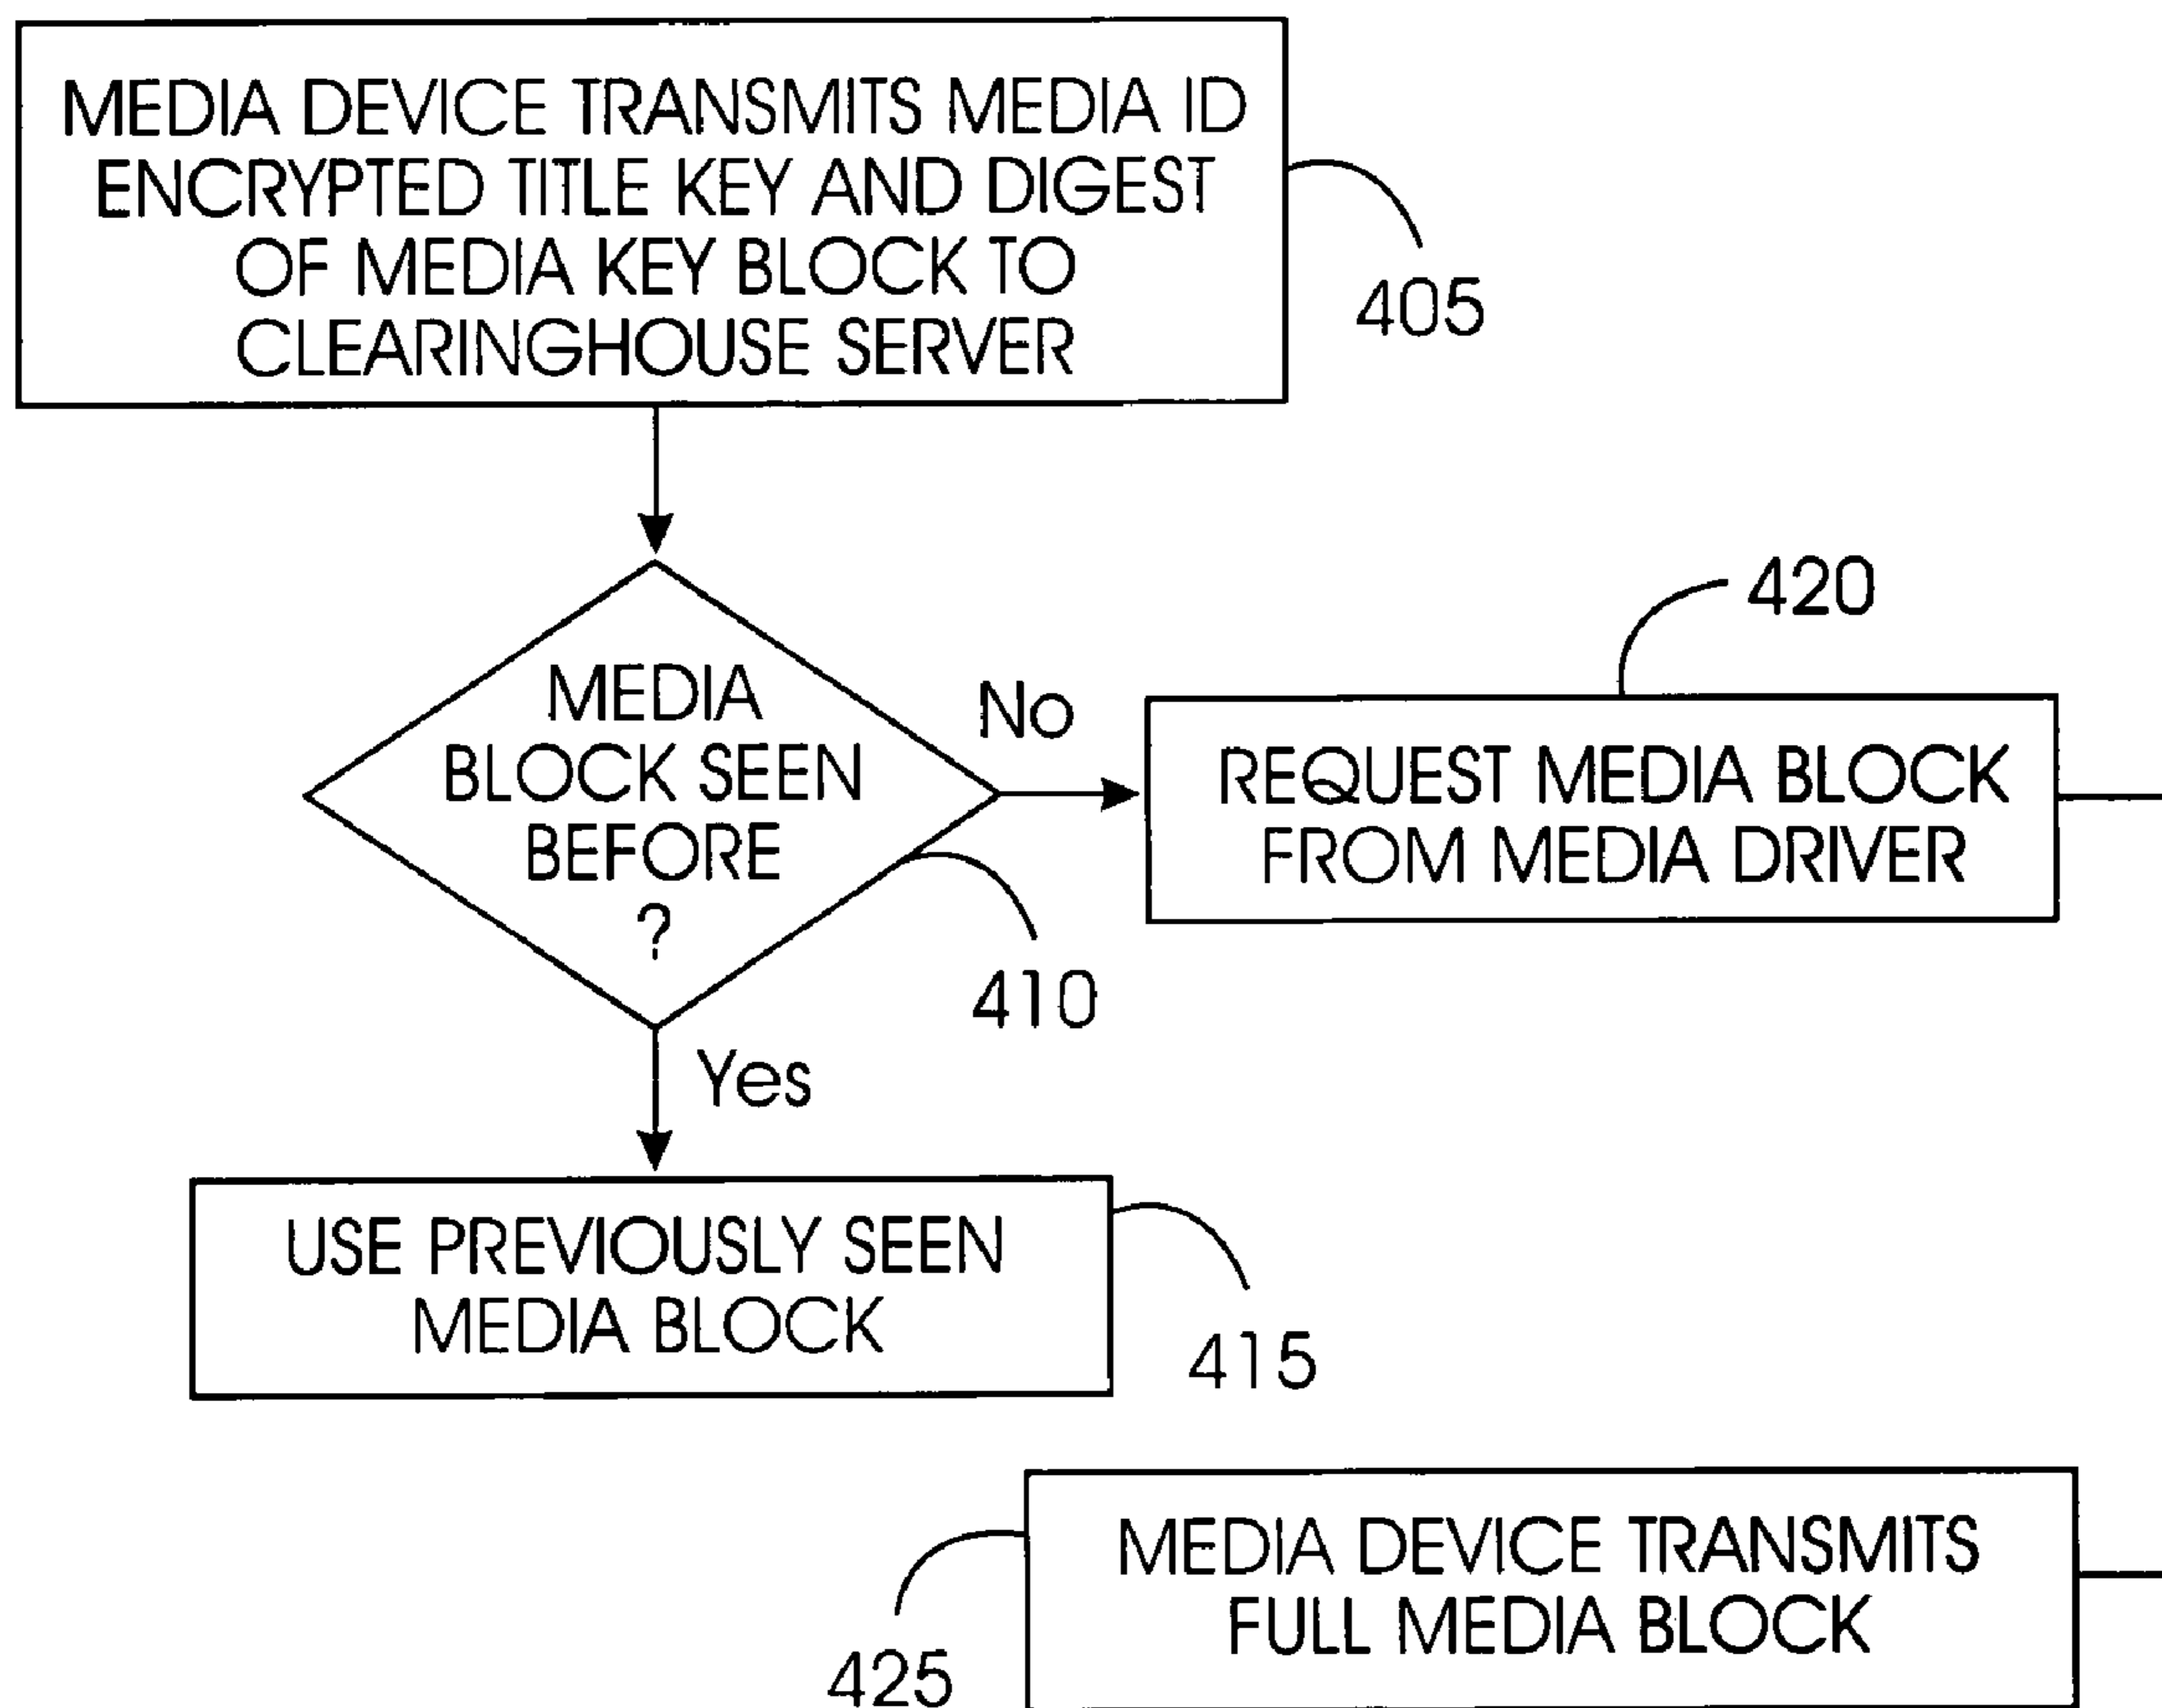 MEDIA DEVICE TRANSMITS MEDIA ID
ENCRYPTED TITLE KEY AND DIGEST
OF MEDIA KEY BLOCK TO
CLEARINGHOUSE SERVER
405
MEDIA
BLOCK SEEN
BEFORE
?
410
No
420
REQUEST MEDIA BLOCK
FROM MEDIA DRIVER
Yes
USE PREVIOUSLY SEEN
MEDIA BLOCK
415
MEDIA DEVICE TRANSMITS
FULL MEDIA BLOCK
425